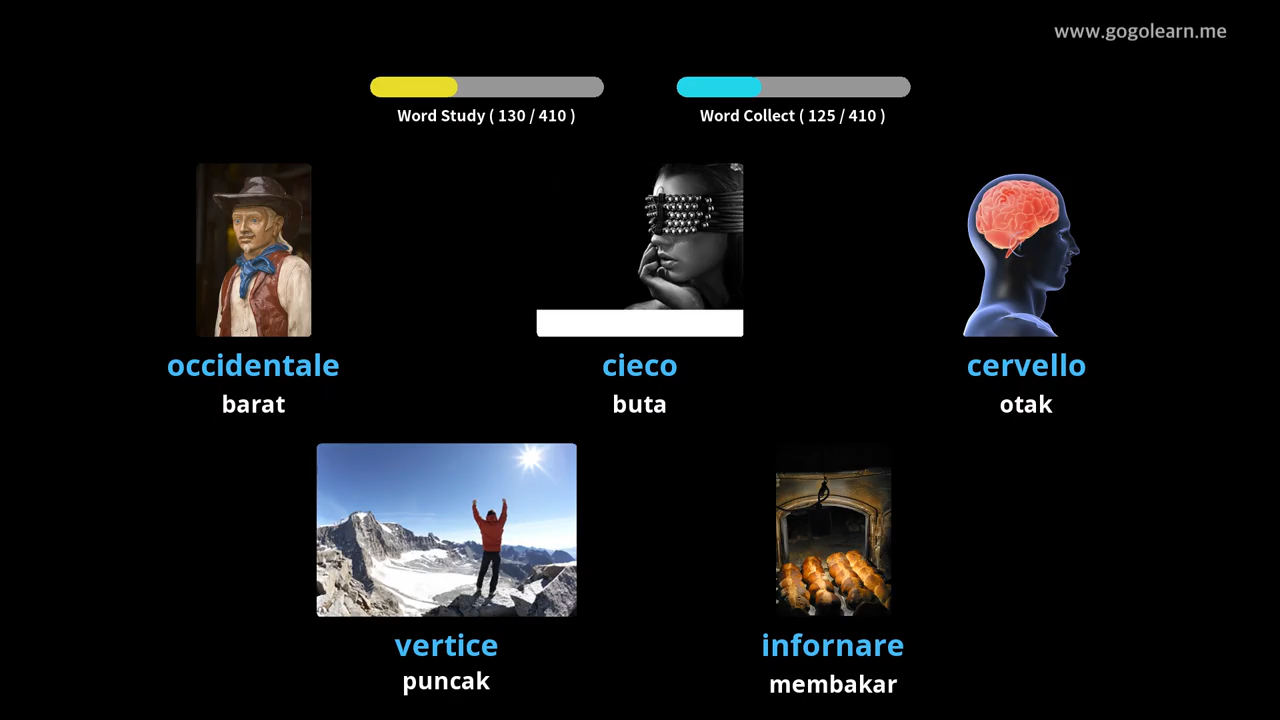 www.gogolearn.me
Word Study ( 130 / 410 )
Word Collect ( 125 / 410 )
occidentale
barat
cieco
buta
cervello
otak
vertice
puncak
infornare
membakar